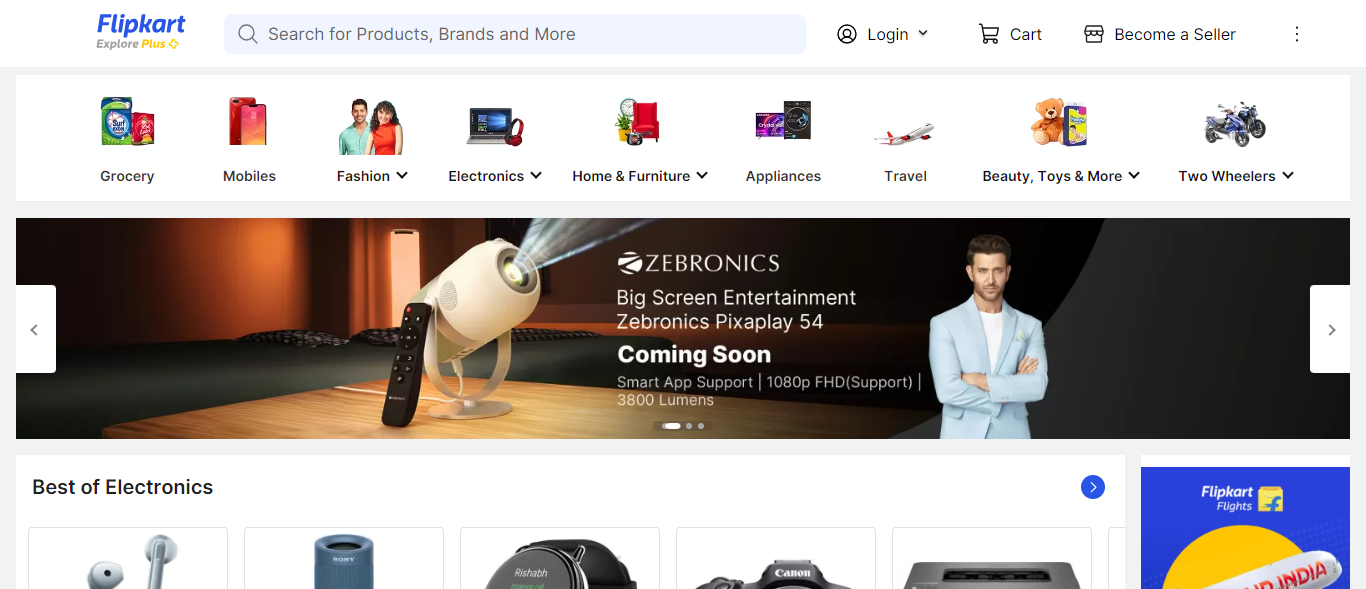 Flipkart
Explore Plus
Search for Products, Brands and More
Login
Cart
Become a Seller
Surf excel
Grocery
Mobiles
Fashion
Electronics
Home & Furniture
Appliances
Travel
Beauty, Toys & More
Two Wheelers
ZEBRONICS
Big Screen Entertainment
Zebronics Pixaplay 54
Coming Soon
Smart App Support | 1080p FHD(Support) |
3800 Lumens
Best of Electronics
Flipkart
Flights
SONY
Rishabh
Canon
INDIA